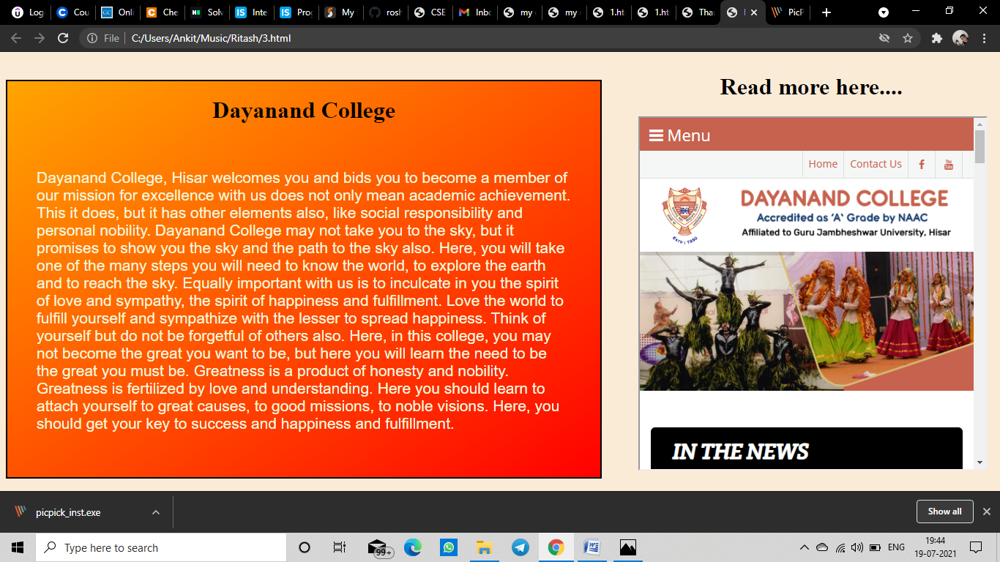 Log
Cou
Onli
Che
Solv
Inte
Prog
My
rosh
CSE
Inbo
my
my
1.ht
1.ht
Tha
PicP
File
C:/Users/Ankit/Music/Ritash/3.html
Dayanand College
Dayanand College, Hisar welcomes you and bids you to become a member of
our mission for excellence with us does not only mean academic achievement.
This it does, but it has other elements also, like social responsibility and
personal nobility. Dayanand College may not take you to the sky, but it
promises to show you the sky and the path to the sky also. Here, you will take
one of the many steps you will need to know the world, to explore the earth
and to reach the sky. Equally important with us is to inculcate in you the spirit
of love and sympathy, the spirit of happiness and fulfillment. Love the world to
fulfill yourself and sympathize with the lesser to spread happiness. Think of
yourself but do not be forgetful of others also. Here, in this college, you may
not become the great you want to be, but here you will learn the need to be
the great you must be. Greatness is a product of honesty and nobility.
Greatness is fertilized by love and understanding. Here you should learn to
attach yourself to great causes, to good missions, to noble visions. Here, you
should get your key to success and happiness and fulfillment.
Read more here....
Menu
Home Contact Us
DAYANAND COLLEGE
Accredited as 'A' Grade by NAAC
Affiliated to Guru Jambheshwar University, Hisar
ESTD : 1950
IN THE NEWS
picpick_inst.exe
Show all
Type here to search
99+
ENG
19:44
19-07-2021